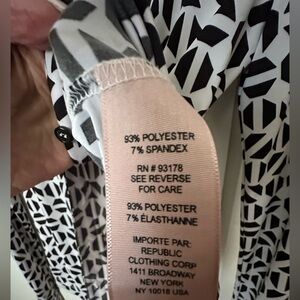 93% POLYESTER
7% SPANDEX
RN # 93178
SEE REVERSE
FOR CARE
93% POLYESTER
7% ÉLASTHANNE
IMPORTE PAR:
REPUBLIC
CLOTHING CORP
1411 BROADWAY
NEW YORK
NY 10018 USA